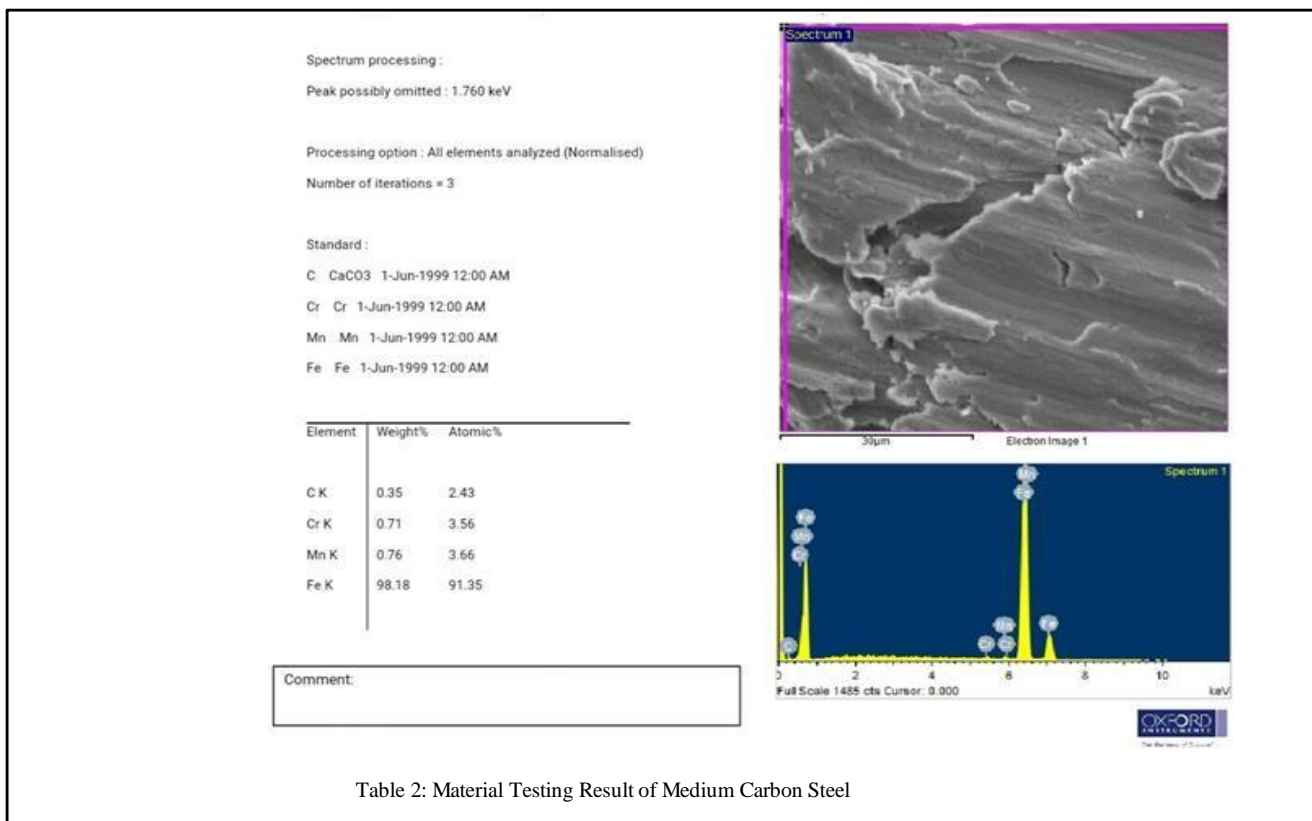 Spectrum processing :
Peak possibly omitted : 1.760 keV
Processing option : All elements analyzed (Normalised)
Number of iterations = 3
Standard :
C CaCO3 1-Jun-1999 12:00 AM
Cr Cr 1-Jun-1999 12:00 AM
Mn Mn 1-Jun-1999 12:00 AM
Fe Fe 1-Jun-1999 12:00 AM
Element Weight% Atomic%
C K 0.35 2.43
Cr K 0.71 3.56
Mn K 0.76 3.66
Fe K 98.18 91.35
Comment:
Spectrum 1
30µm Electron Image 1
Spectrum 1
Mn
Fe
Fe
Mn
Cr
Mn
Fe
C
Cr
Cr
2 4 6 8 10
Full Scale 1485 cts Cursor: 0.000 keV
OXFORD
INSTRUMENTS
Table 2: Material Testing Result of Medium Carbon Steel